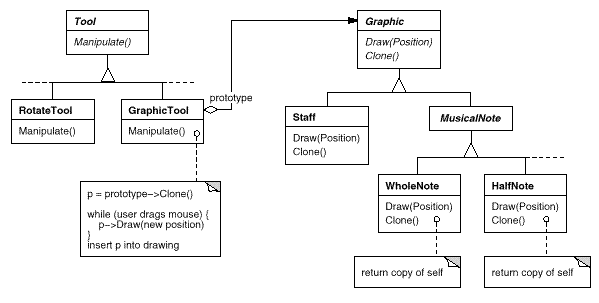 Tool
Manipulate()
Graphic
Draw(Position)
Clone()
prototype
RotateTool
Manipulate()
GraphicTool
Manipulate()
Staff
Draw(Position)
Clone()
MusicalNote
p = prototype->Clone()
while (user drags mouse) {
p->Draw(new position)
}
insert p into drawing
WholeNote
Draw(Position)
Clone()
HalfNote
Draw(Position)
Clone()
return copy of self
return copy of self